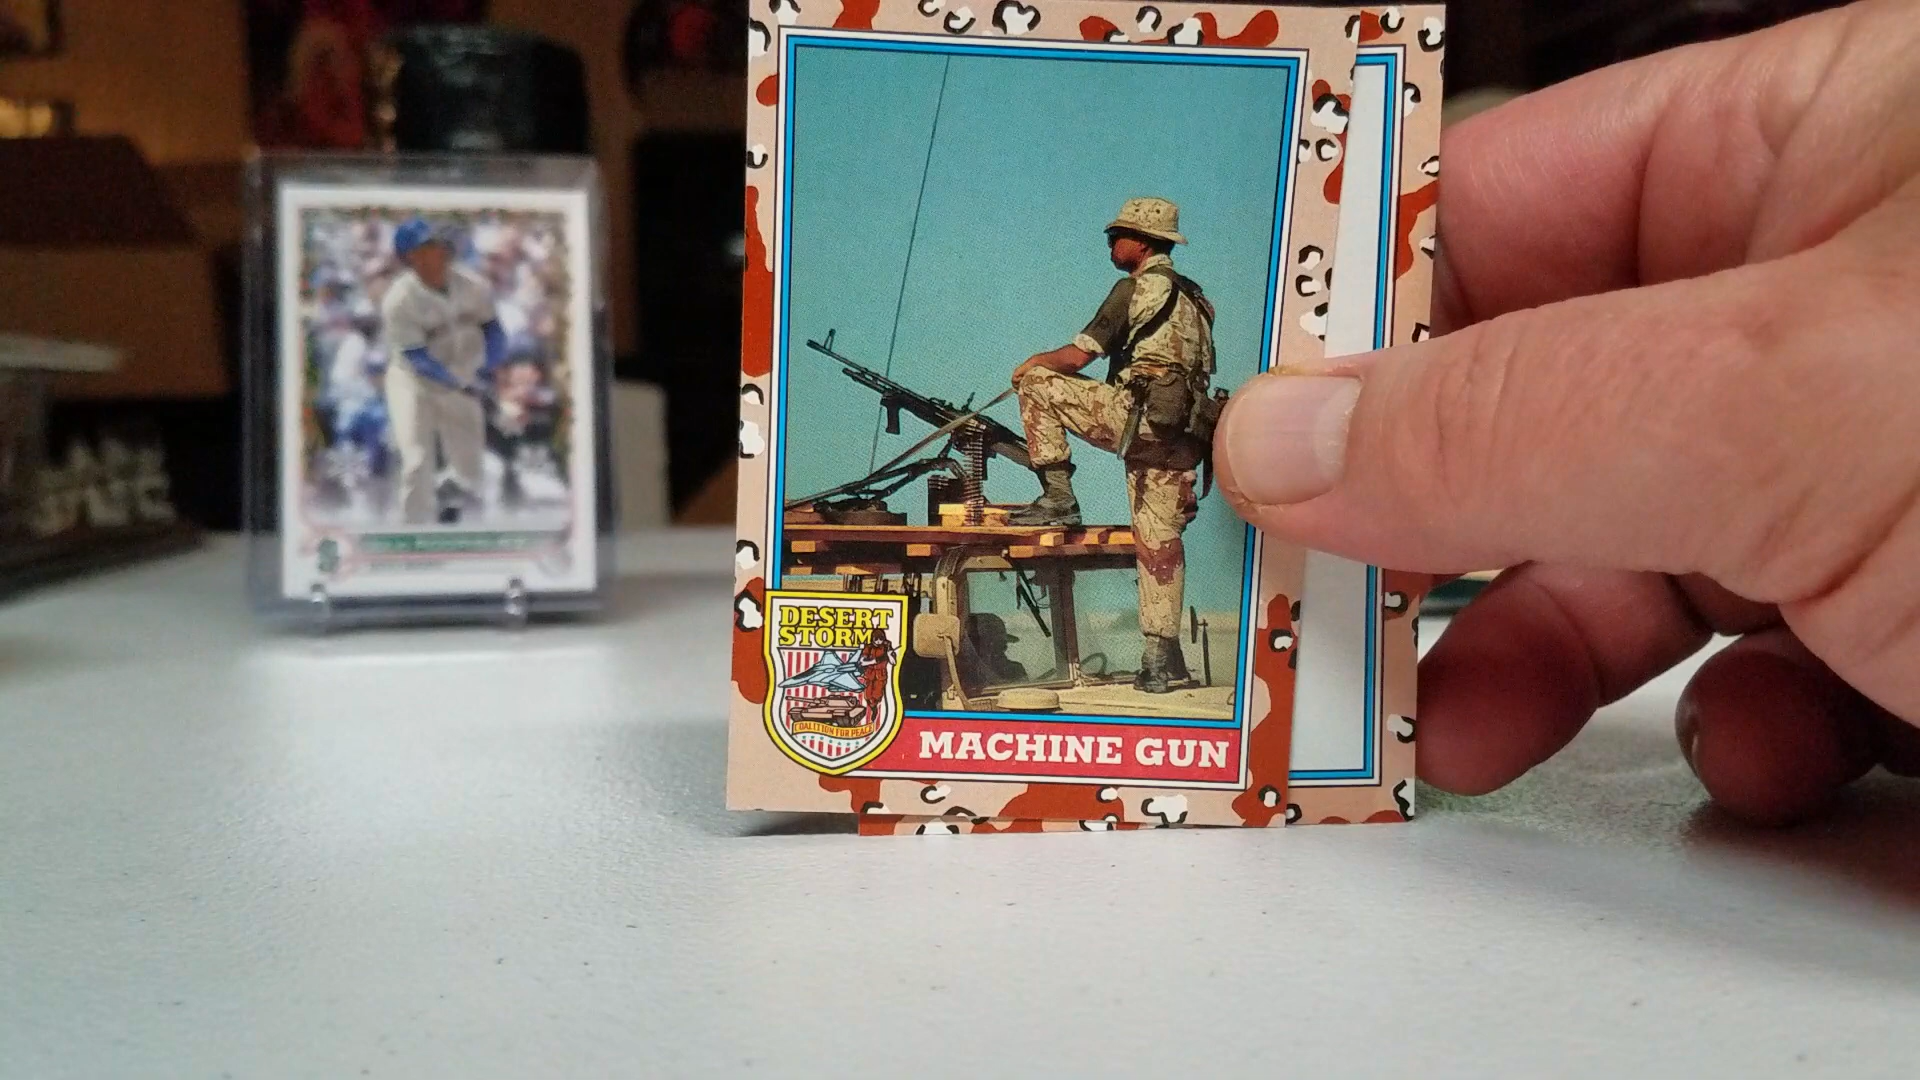 DESERT
STORM
COALITION FOR PEACE
MACHINE GUN